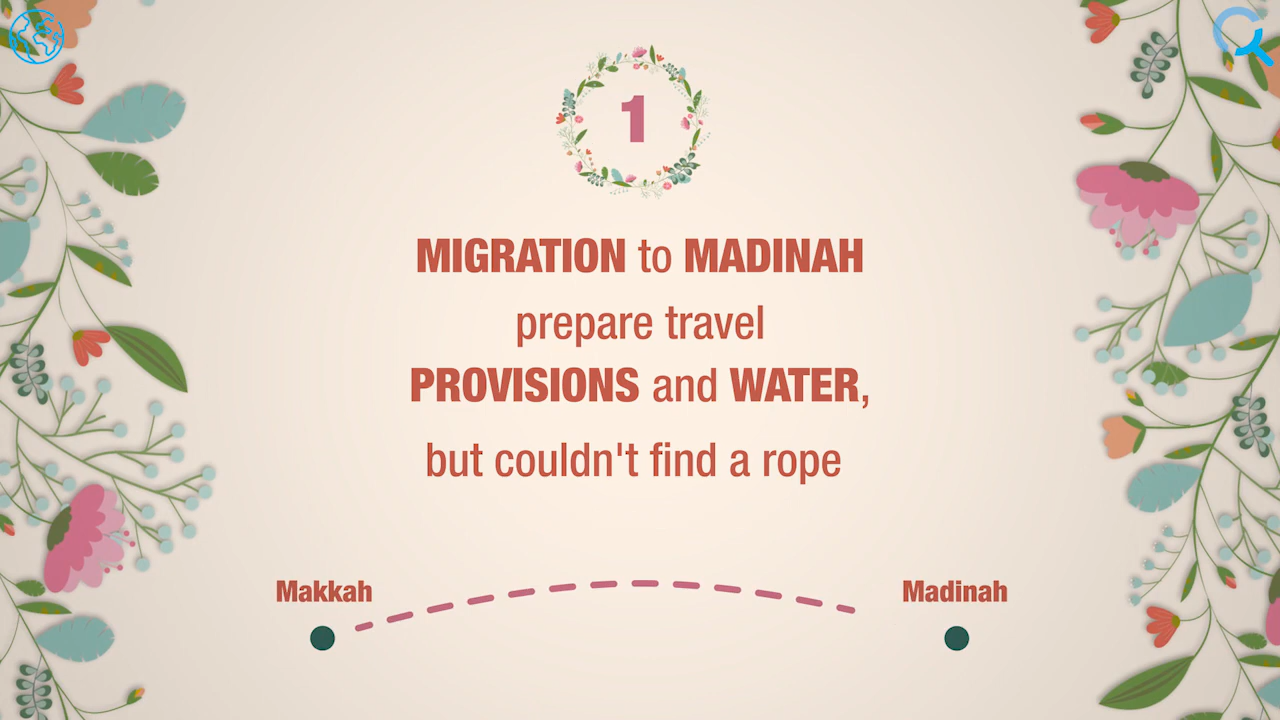 1
MIGRATION to MADINAH
prepare travel
PROVISIONS and WATER,
but couldn't find a rope
Makkah
Madinah